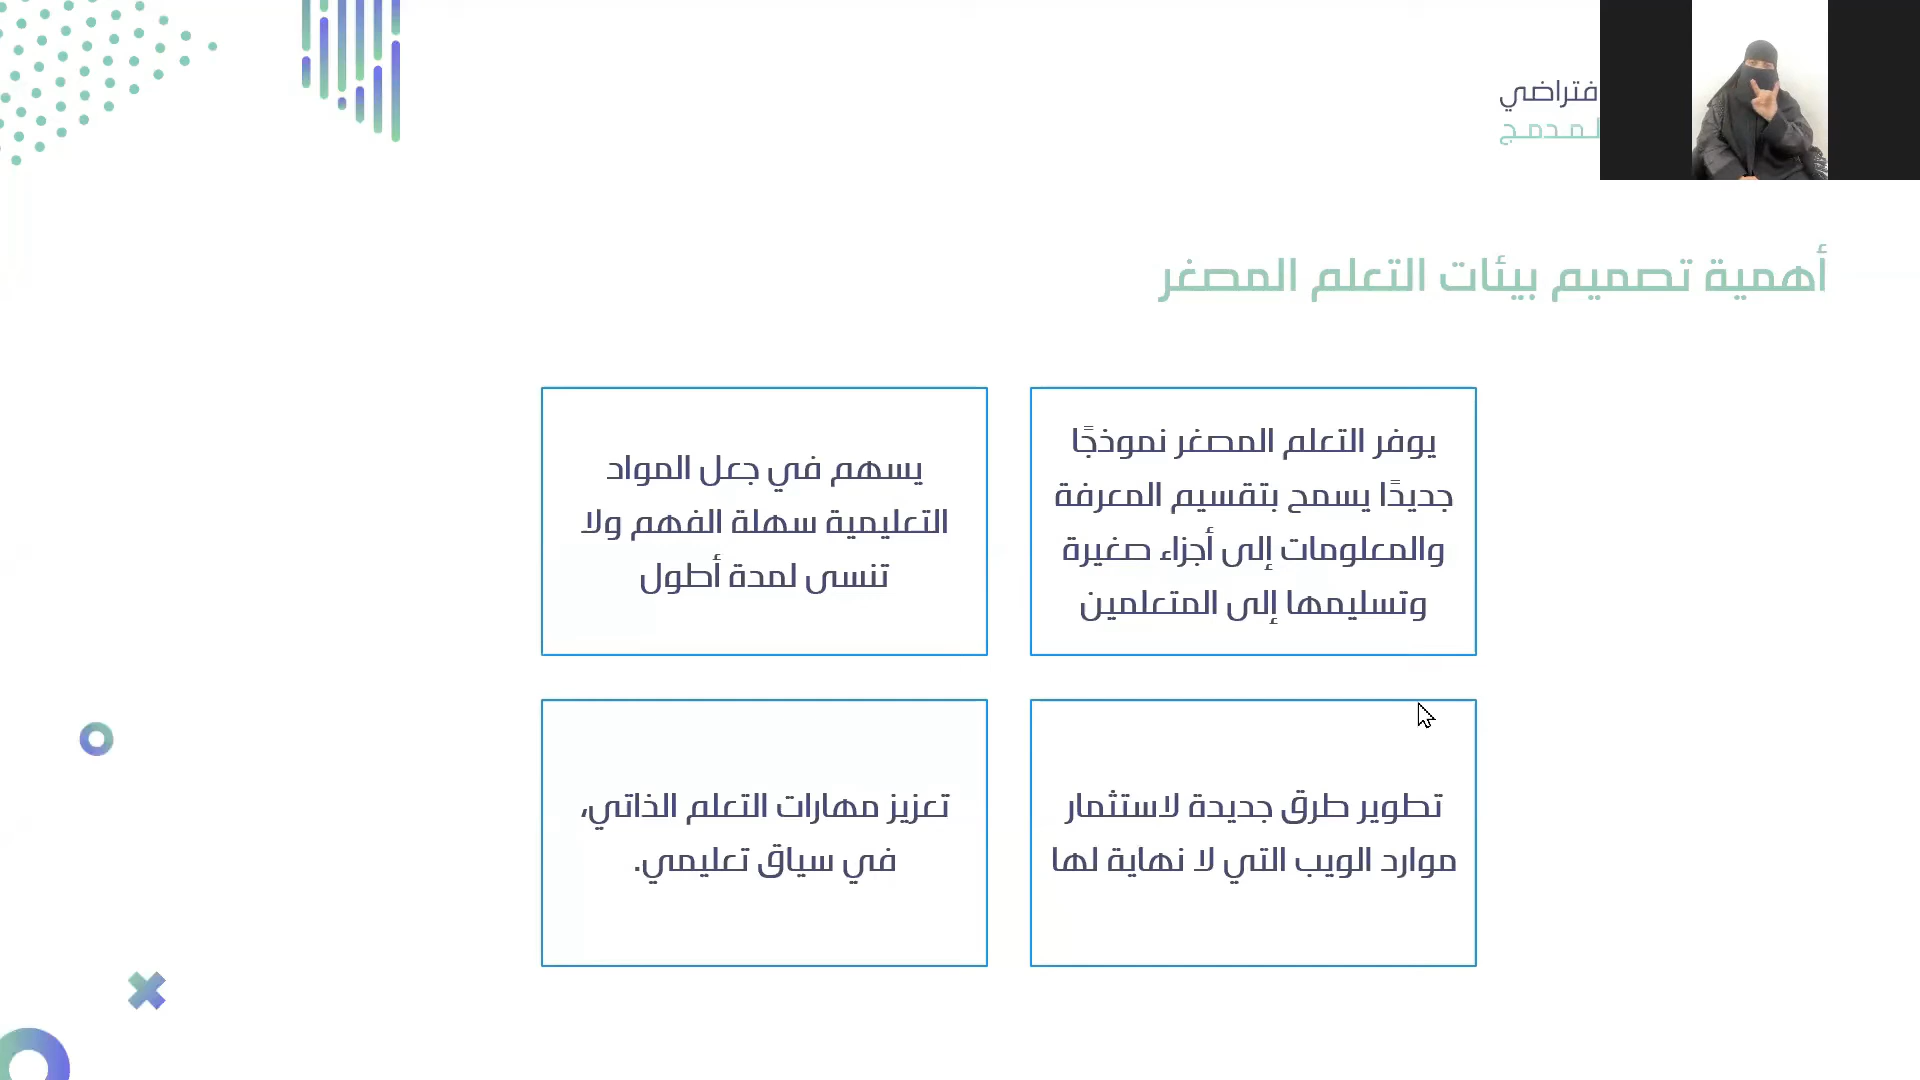 أهمية تصميم بيئات التعلم المصغر
يوفر التعلم المصغر نموذجًا
جديدًا يسمح بتقسيم المعرفة
والمعلومات إلى أجزاء صغيرة
وتسليمها إلى المتعلمين
يسهم في جعل المواد
التعليمية سهلة الفهم ولا
تنسى لمدة أطول
تطوير طرق جديدة لاستثمار
موارد الويب التي لا نهاية لها
تعزيز مهارات التعلم الذاتي،
في سياق تعليمي.